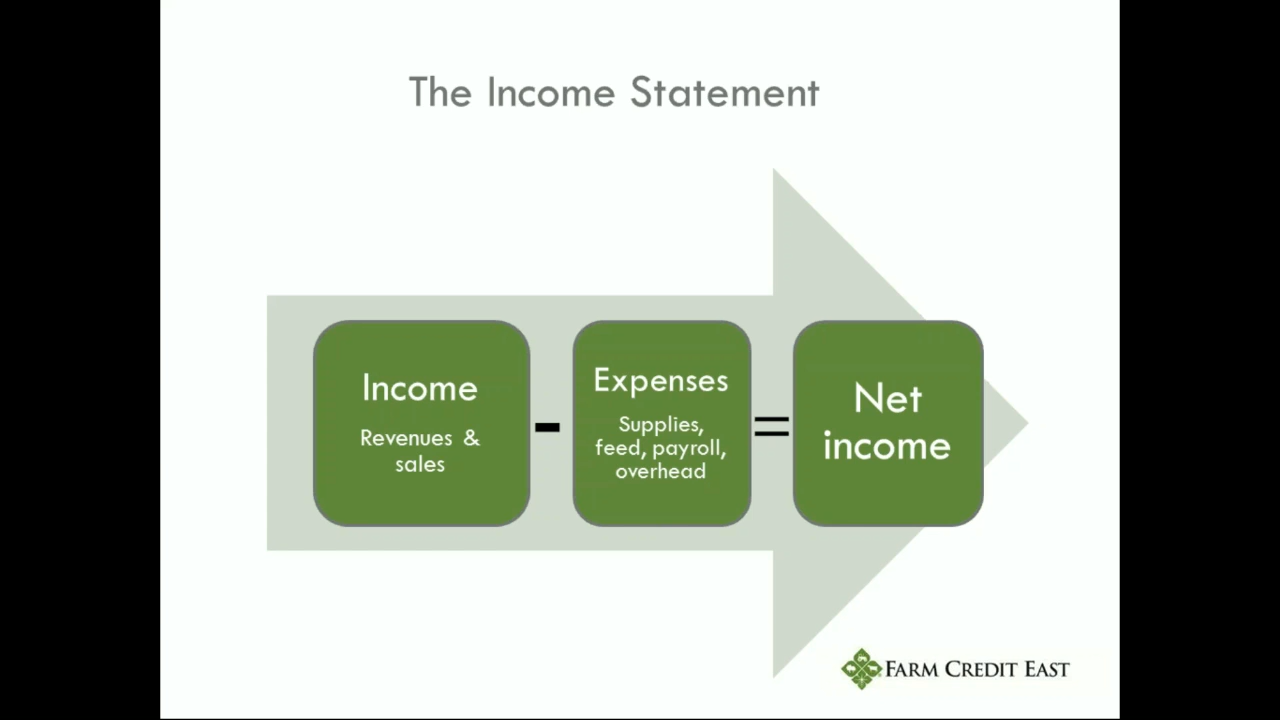 The Income Statement
Income
Revenues &
sales
-
Expenses
Supplies,
feed, payroll,
overhead
=
Net
income
FARM CREDIT EAST